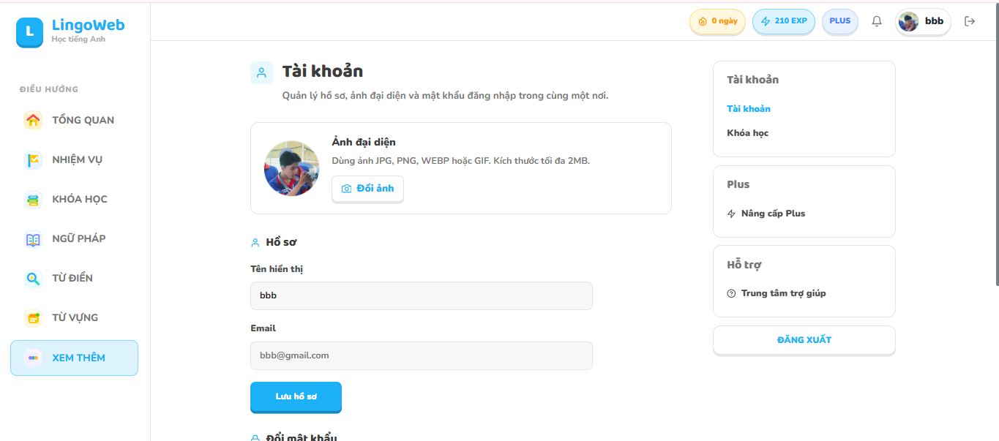 LingoWeb
Học tiếng Anh
L
0 ngày
210 EXP
PLUS
bbb
ĐIỀU HƯỚNG
TỔNG QUAN
NHIỆM VỤ
KHÓA HỌC
NGỮ PHÁP
TỪ ĐIỂN
TỪ VỰNG
XEM THÊM
Tài khoản
Quản lý hồ sơ, ảnh đại diện và mật khẩu đăng nhập trong cùng một nơi.
Ảnh đại diện
Dùng ảnh JPG, PNG, WEBP hoặc GIF. Kích thước tối đa 2MB.
Đổi ảnh
Hồ sơ
Tên hiển thị
bbb
Email
bbb@gmail.com
Lưu hồ sơ
Đổi mật khẩu
Tài khoản
Tài khoản
Khóa học
Plus
Nâng cấp Plus
Hỗ trợ
Trung tâm trợ giúp
ĐĂNG XUẤT